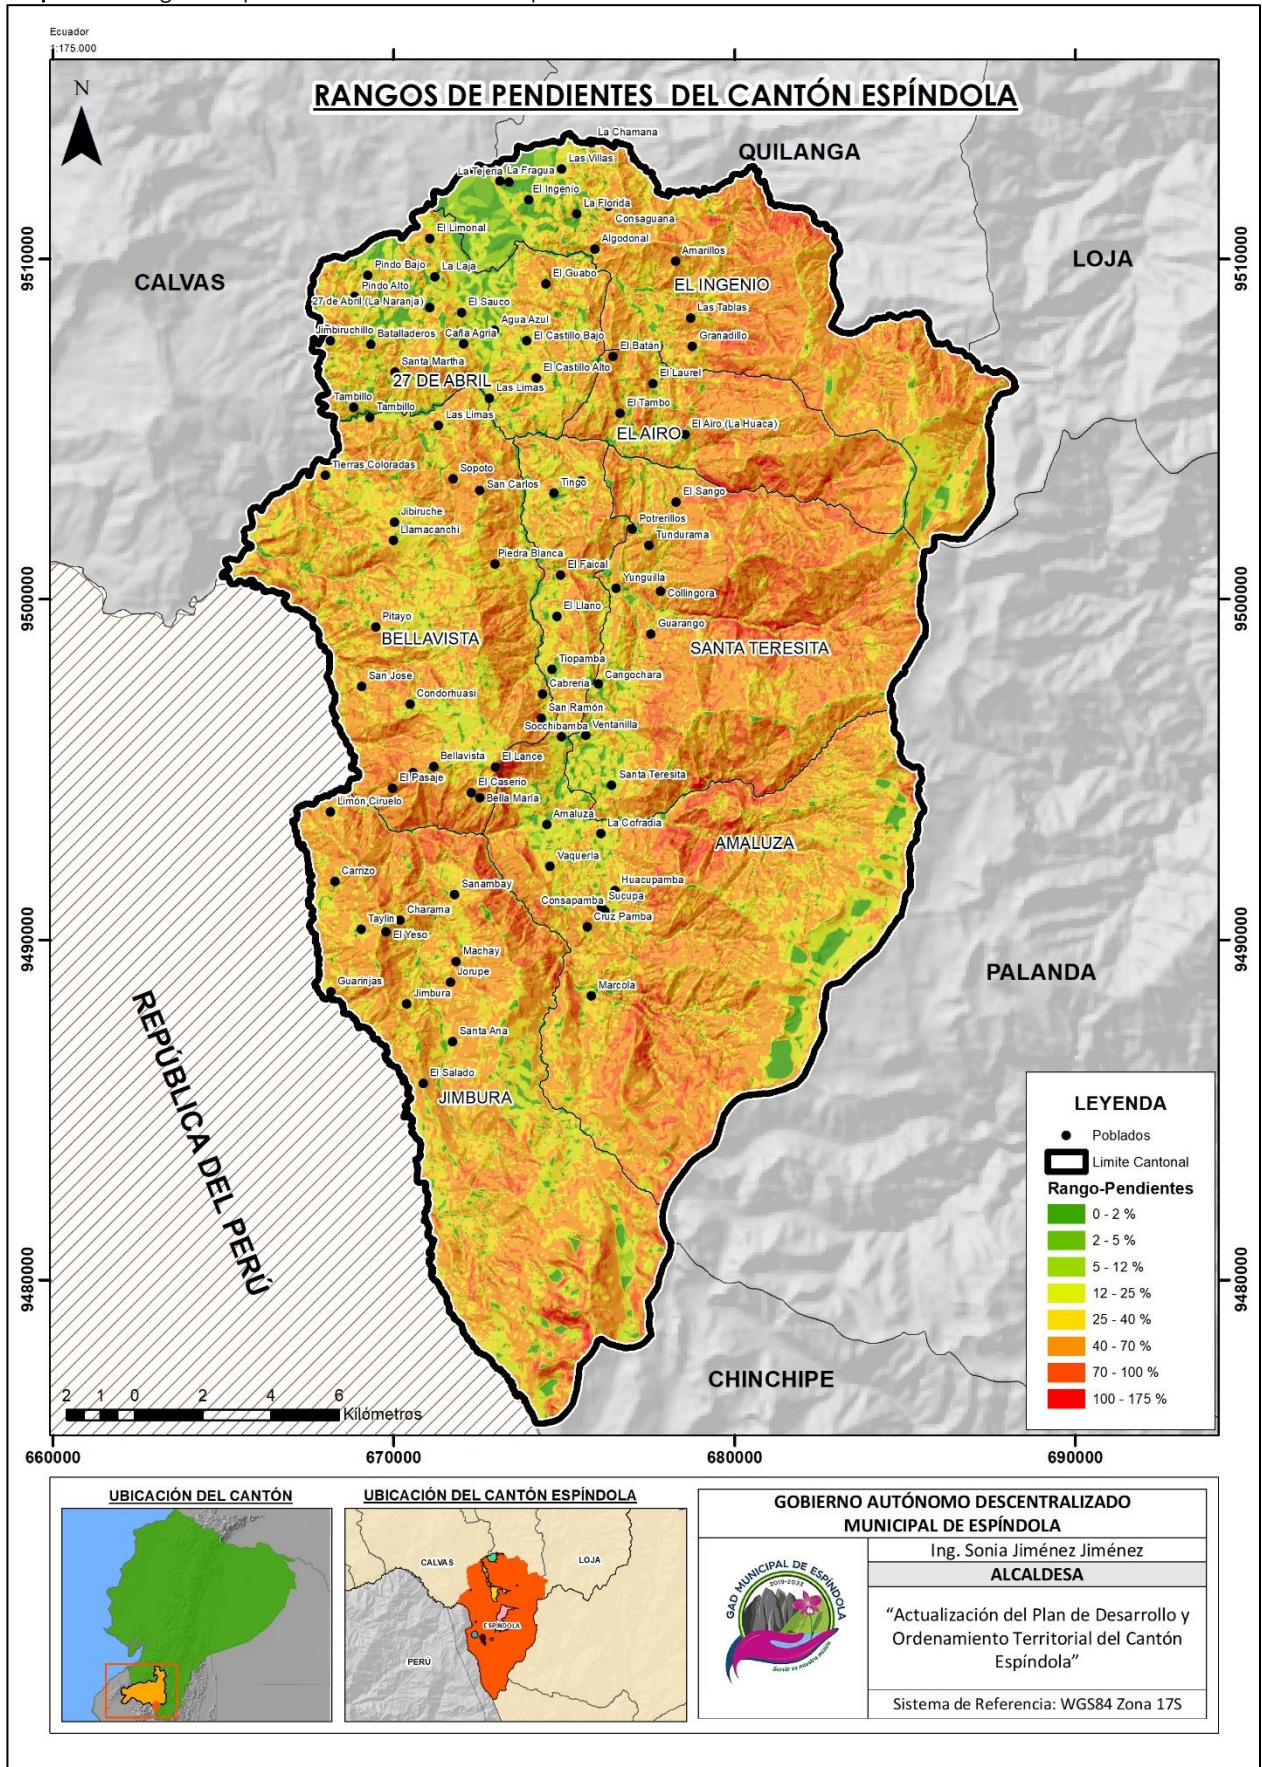 Ecuador
1:175.000
N
RANGOS DE PENDIENTES DEL CANTÓN ESPÍNDOLA
La Chamana
QUILANGA
Las Villas
La Tejeria
La Fragua
El Ingenio
La Florida
Consaguana
El Limonal
Algodonal
LOJA
Amarillos
CALVAS
Pindo Bajo
La Laja
El Guabo
EL INGENIO
Pindo Alto
27 de Abril (La Naranja)
El Sauco
Las Tablas
Agua Azul
Jimbiruchillo
Batalladeros
Caña Agria
El Castillo Bajo
Granadillo
El Batán
Santa Martha
El Castillo Alto
El Laurel
27 DE ABRIL
Las Limas
Tambillo
Tambillo
El Tambo
Las Limas
EL AIRO
El Airo (La Huaca)
Tierras Coloradas
Sopoto
San Carlos
Tingo
El Sango
Jibiruche
Potrerillos
Llamacanchi
Tundurama
Piedra Blanca
El Faical
Yunguilla
Collingora
El Llano
Pitayo
Guarango
BELLAVISTA
SANTA TERESITA
Tiopamba
San Jose
Cangochara
Cabreria
Condorhuasi
San Ramón
Socchibamba
Ventanilla
Bellavista
El Lance
El Pasaje
El Caserio
Santa Teresita
Bella María
Limón Ciruelo
Amaluza
La Cofradia
AMALUZA
Vaquería
Carrizo
Sanambay
Huacupamba
Consapamba
Sucupa
Charama
Taylin
Cruz Pamba
El Yeso
Machay
PALANDA
Jorupe
Guarinjas
Jimbura
Marcola
Santa Ana
El Salado
JIMBURA
REPÚBLICA DEL PERÚ
CHINCHIPE
9510000
9500000
9490000
9480000
9510000
9500000
9490000
9480000
LEYENDA
Poblados
Limite Cantonal
Rango-Pendientes
0 - 2 %
2 - 5 %
5 - 12 %
12 - 25 %
25 - 40 %
40 - 70 %
70 - 100 %
100 - 175 %
2 1 0 2 4 6
Kilómetros
660000 670000 680000 690000
UBICACIÓN DEL CANTÓN
UBICACIÓN DEL CANTÓN ESPÍNDOLA
CALVAS
LOJA
ESPINDOLA
PERÚ
GOBIERNO AUTÓNOMO DESCENTRALIZADO
MUNICIPAL DE ESPÍNDOLA
GAD MUNICIPAL DE ESPÍNDOLA
2019-2023
Servir es nuestra misión
Ing. Sonia Jiménez Jiménez
ALCALDESA
“Actualización del Plan de Desarrollo y
Ordenamiento Territorial del Cantón
Espíndola”
Sistema de Referencia: WGS84 Zona 17S